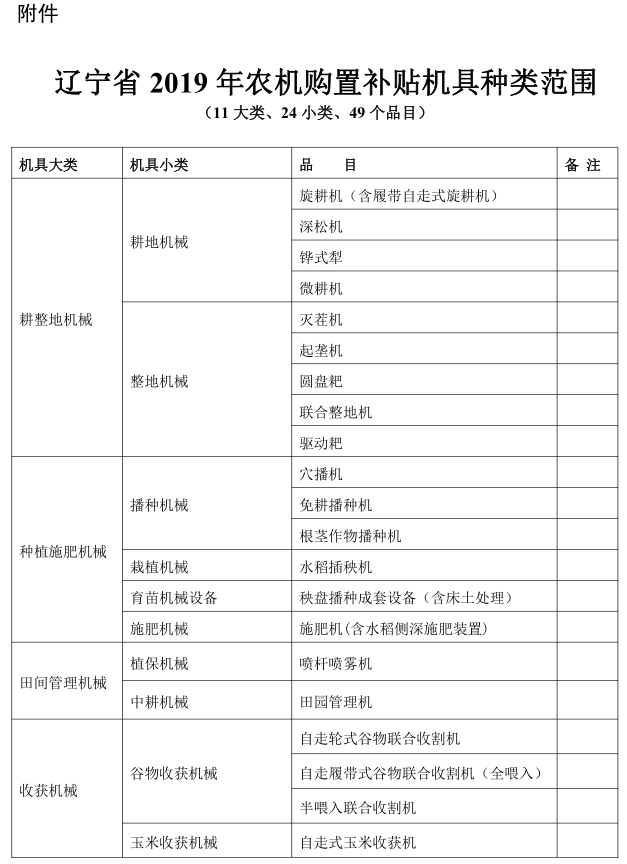 附件
辽宁省 2019 年农机购置补贴机具种类范围
（11 大类、24 小类、49 个品目）
机具大类 机具小类 品 目 备 注
耕整地机械
耕地机械
旋耕机（含履带自走式旋耕机）
深松机
铧式犁
微耕机
整地机械
灭茬机
起垄机
圆盘耙
联合整地机
驱动耙
种植施肥机械
播种机械
穴播机
免耕播种机
根茎作物播种机
栽植机械 水稻插秧机
育苗机械设备 秧盘播种成套设备（含床土处理）
施肥机械 施肥机(含水稻侧深施肥装置)
田间管理机械
植保机械 喷杆喷雾机
中耕机械 田园管理机
收获机械
谷物收获机械
自走轮式谷物联合收割机
自走履带式谷物联合收割机（全喂入）
半喂入联合收割机
玉米收获机械 自走式玉米收获机